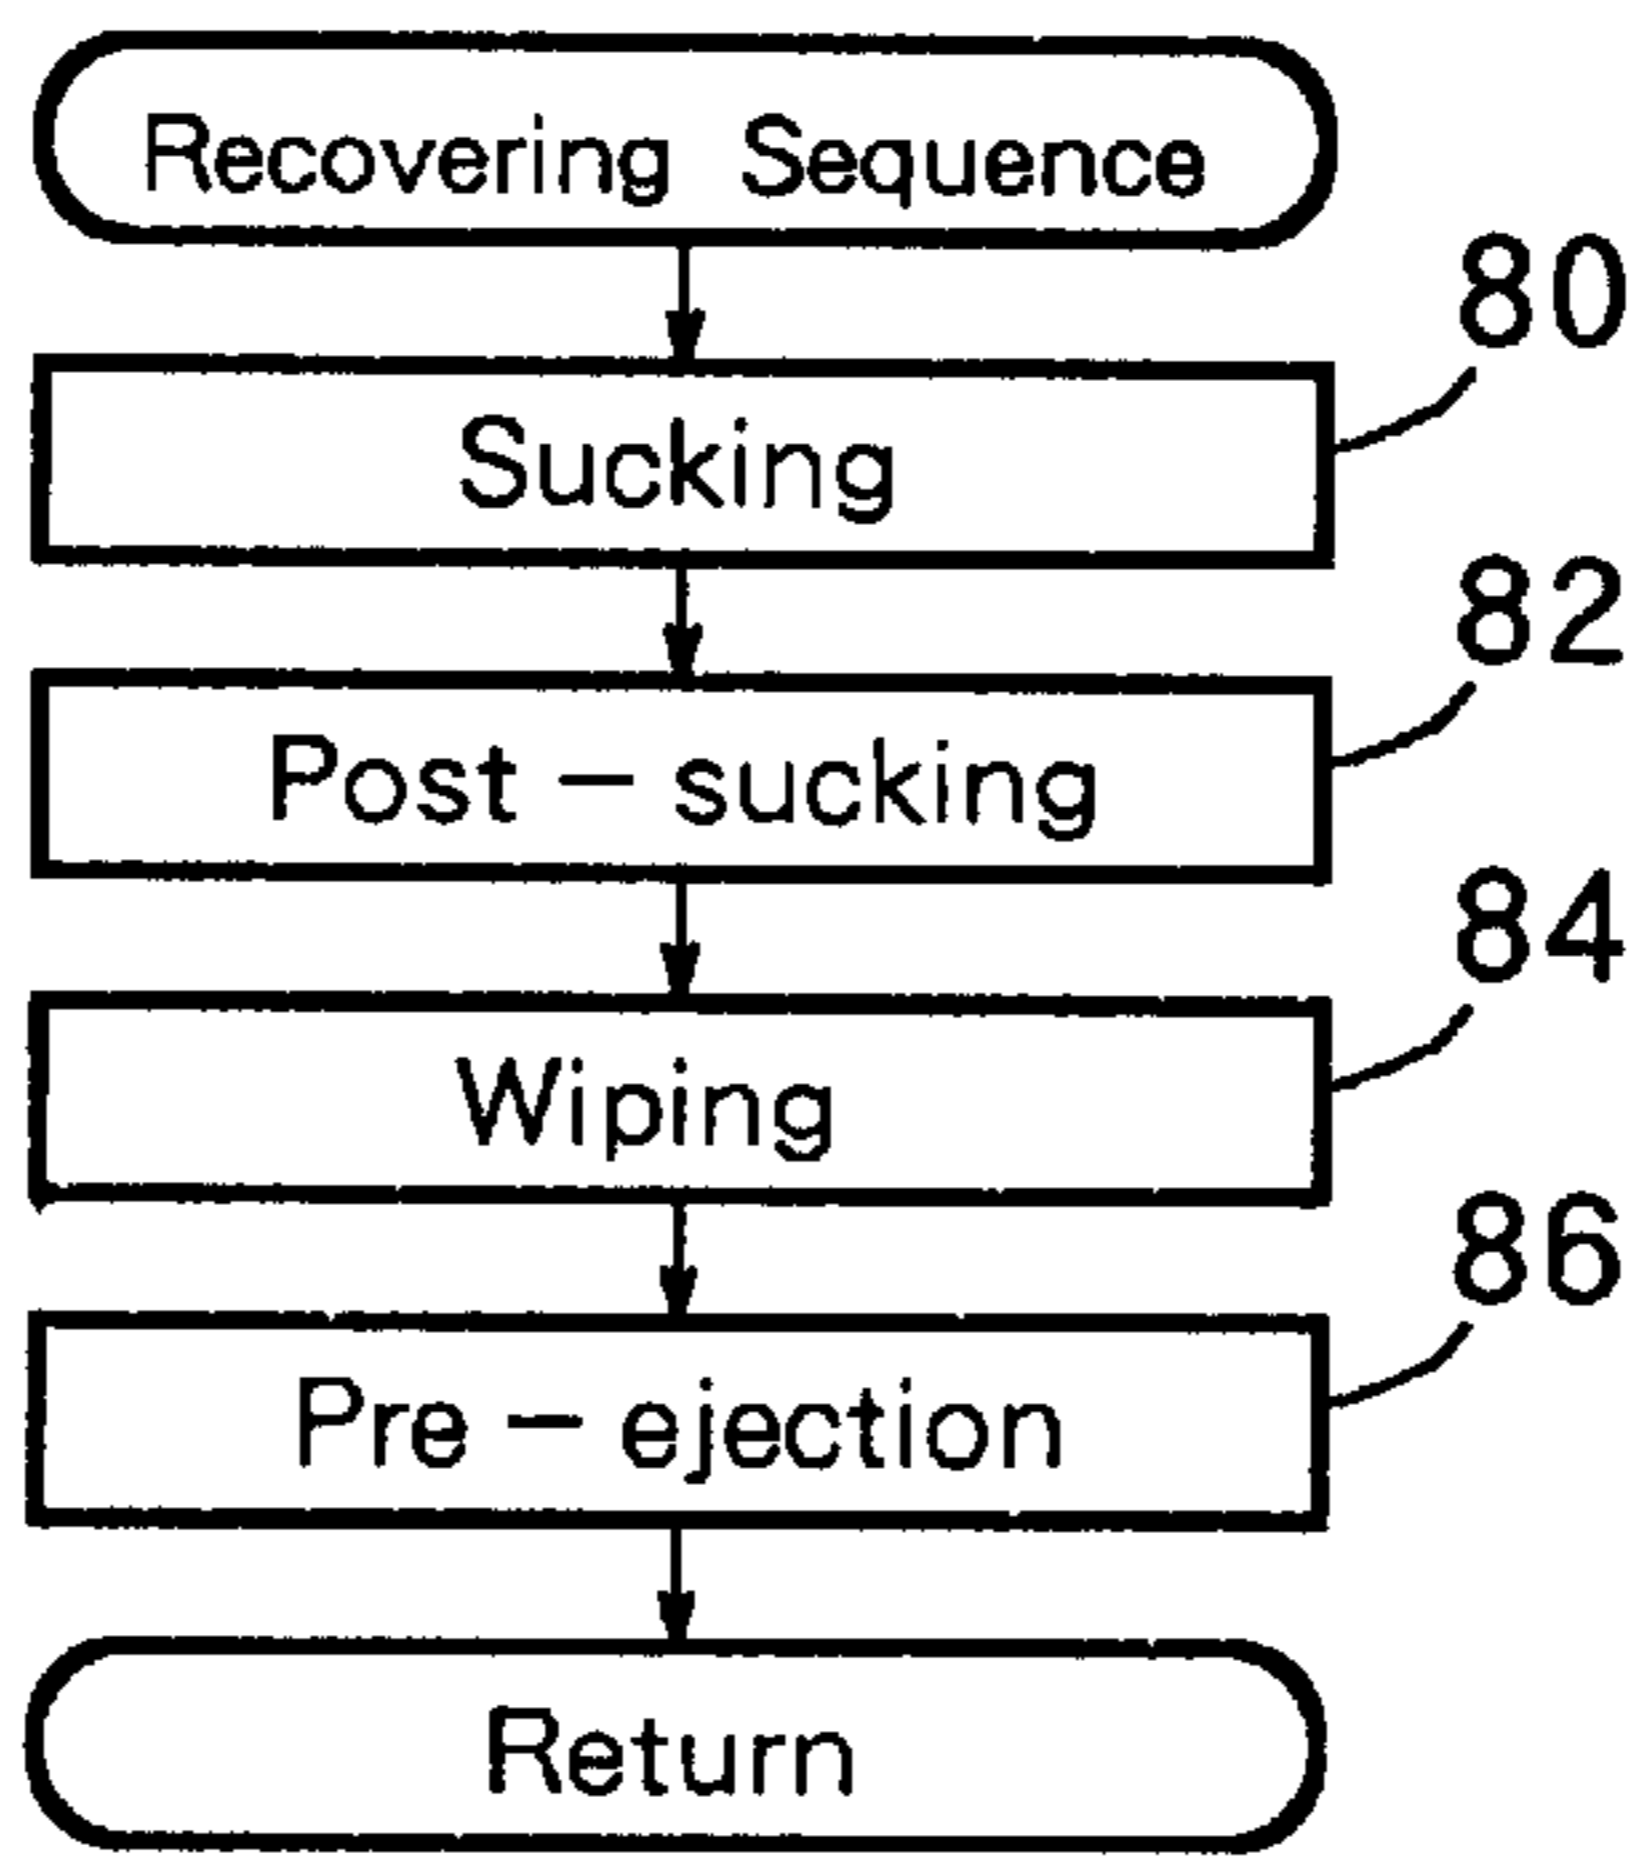 Recovering Sequence
80
Sucking
82
Post-sucking
84
Wiping
86
Pre-ejection
Return